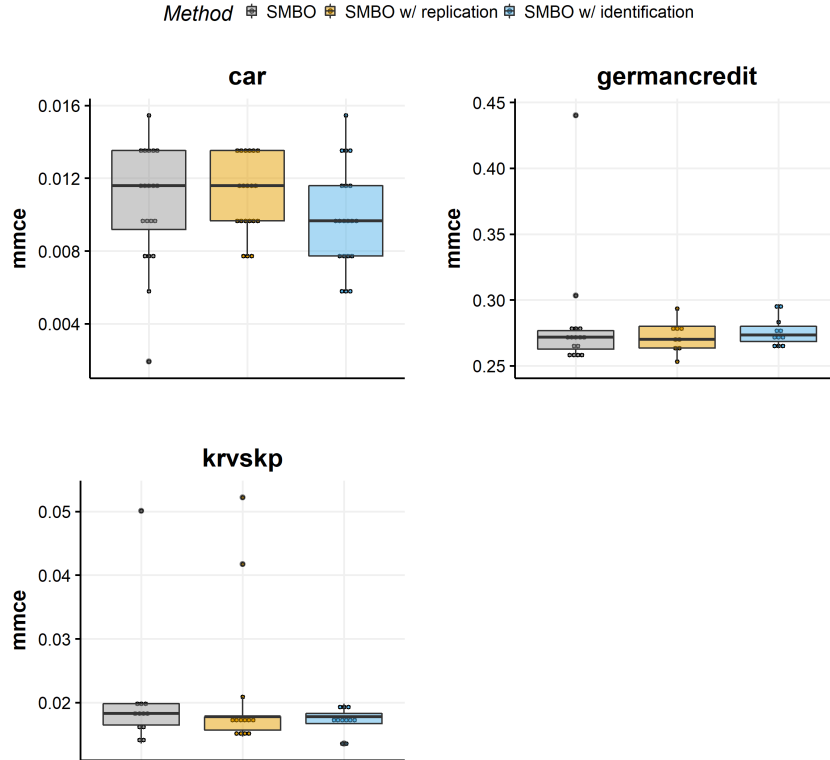 Method SMBO SMBO w/ replication SMBO w/ identification
car
mmce
0.016
0.012
0.008
0.004
germancredit
mmce
0.45
0.40
0.35
0.30
0.25
krvskp
mmce
0.05
0.04
0.03
0.02